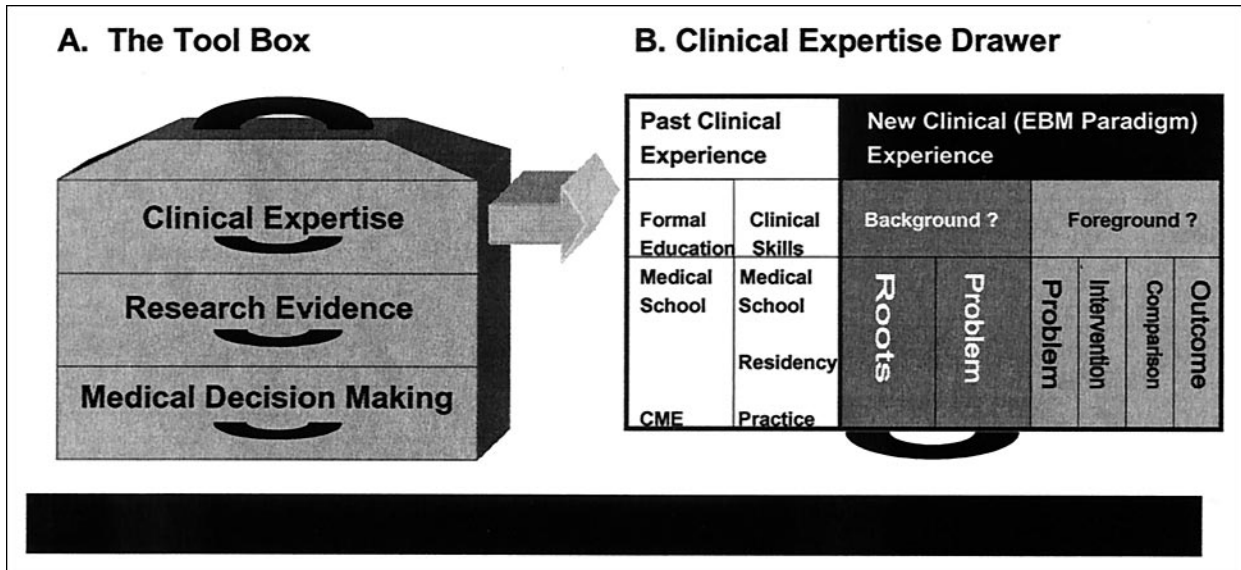 A. The Tool Box
Clinical Expertise
Research Evidence
Medical Decision Making
B. Clinical Expertise Drawer
Past Clinical
Experience
New Clinical (EBM Paradigm)
Experience
Formal
Education
Clinical
Skills
Background ?
Foreground ?
Medical
School
CME
Medical
School
Residency
Practice
Roots
Problem
Problem
Intervention
Comparison
Outcome